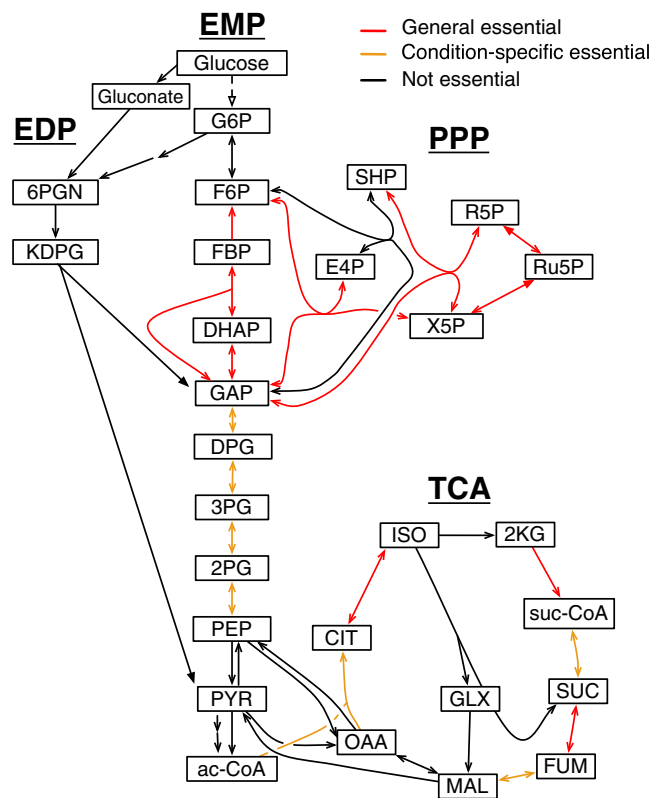 EMP
General essential
Condition-specific essential
Not essential
Glucose
Gluconate
EDP
G6P
PPP
SHP
6PGN
F6P
R5P
KDPG
FBP
E4P
Ru5P
DHAP
X5P
GAP
DPG
TCA
3PG
ISO
2KG
2PG
suc-CoA
PEP
CIT
PYR
GLX
SUC
OAA
ac-CoA
FUM
MAL